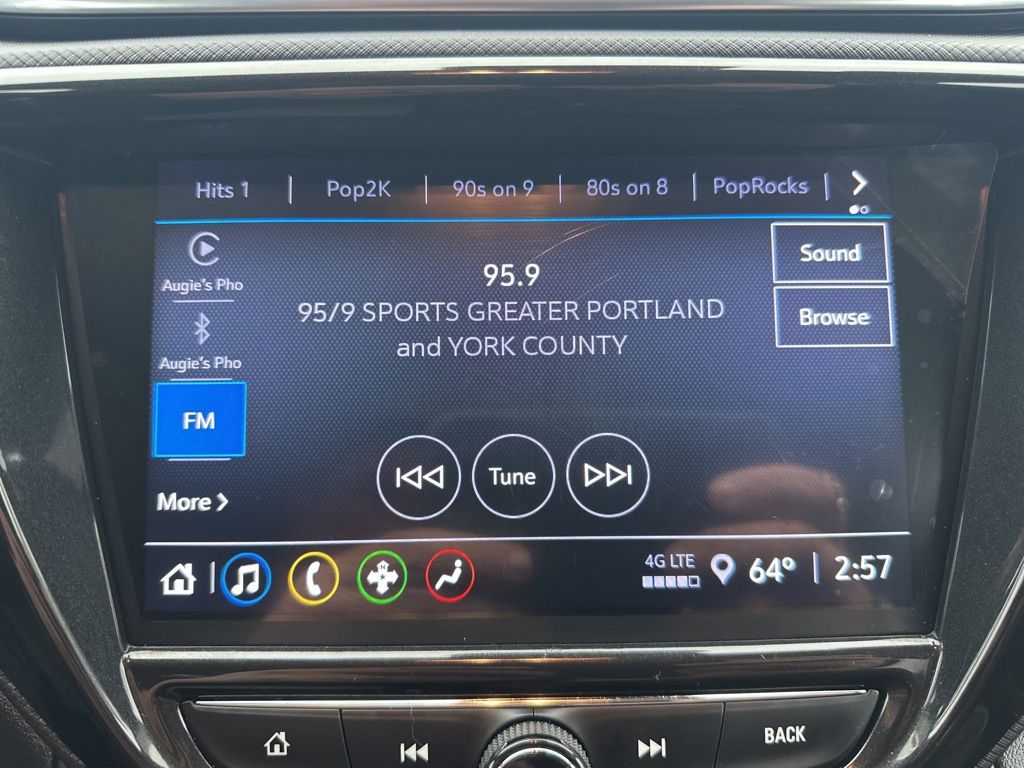 Hits 1 | Pop2K | 90s on 9 | 80s on 8 | PopRocks |
Augie's Pho
Augie's Pho
FM
More
95.9
95/9 SPORTS GREATER PORTLAND
and YORK COUNTY
Tune
Sound
Browse
4G LTE
64° | 2:57
BACK